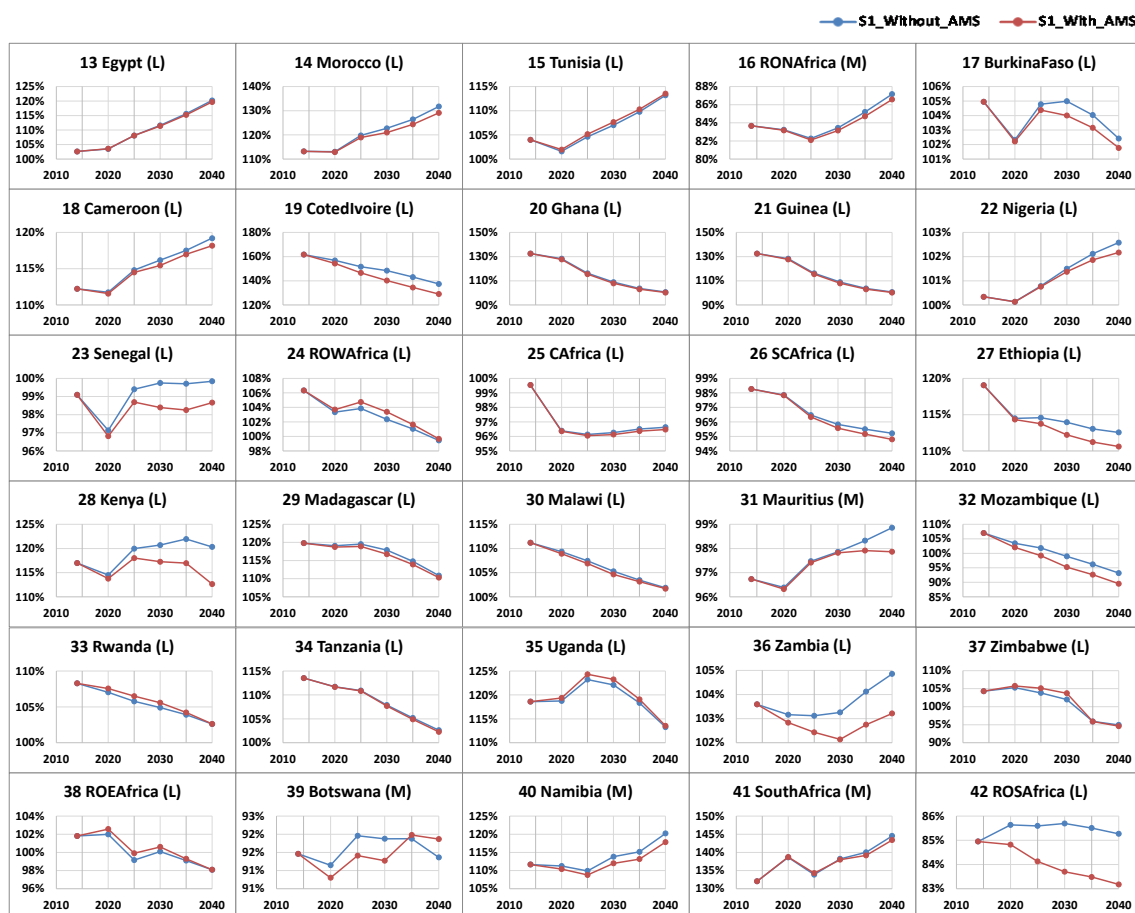 S1_Without_AMS S1_With_AMS
13 Egypt (L)
125%
120%
115%
110%
105%
100%
2010 2020 2030 2040
14 Morocco (L)
140%
130%
120%
110%
2010 2020 2030 2040
15 Tunisia (L)
115%
110%
105%
100%
2010 2020 2030 2040
16 RONAfrica (M)
88%
86%
84%
82%
80%
2010 2020 2030 2040
17 BurkinaFaso (L)
106%
105%
104%
103%
102%
101%
2010 2020 2030 2040
18 Cameroon (L)
120%
115%
110%
2010 2020 2030 2040
19 CotedIvoire (L)
180%
160%
140%
120%
2010 2020 2030 2040
20 Ghana (L)
150%
130%
110%
90%
2010 2020 2030 2040
21 Guinea (L)
150%
130%
110%
90%
2010 2020 2030 2040
22 Nigeria (L)
103%
102%
101%
100%
2010 2020 2030 2040
23 Senegal (L)
100%
99%
98%
97%
96%
2010 2020 2030 2040
24 ROWAfrica (L)
108%
106%
104%
102%
100%
98%
2010 2020 2030 2040
25 CAfrica (L)
100%
99%
98%
97%
96%
95%
2010 2020 2030 2040
26 SCAfrica (L)
99%
98%
97%
96%
95%
94%
2010 2020 2030 2040
27 Ethiopia (L)
120%
115%
110%
2010 2020 2030 2040
28 Kenya (L)
125%
120%
115%
110%
2010 2020 2030 2040
29 Madagascar (L)
125%
120%
115%
110%
105%
2010 2020 2030 2040
30 Malawi (L)
115%
110%
105%
100%
2010 2020 2030 2040
31 Mauritius (M)
99%
98%
97%
96%
2010 2020 2030 2040
32 Mozambique (L)
110%
105%
100%
95%
90%
85%
2010 2020 2030 2040
33 Rwanda (L)
110%
105%
100%
2010 2020 2030 2040
34 Tanzania (L)
115%
110%
105%
100%
2010 2020 2030 2040
35 Uganda (L)
125%
120%
115%
110%
2010 2020 2030 2040
36 Zambia (L)
105%
104%
103%
102%
2010 2020 2030 2040
37 Zimbabwe (L)
110%
105%
100%
95%
90%
2010 2020 2030 2040
38 ROEAfrica (L)
104%
102%
100%
98%
96%
2010 2020 2030 2040
39 Botswana (M)
93%
92%
92%
91%
91%
2010 2020 2030 2040
40 Namibia (M)
125%
120%
115%
110%
105%
2010 2020 2030 2040
41 SouthAfrica (M)
150%
145%
140%
135%
130%
2010 2020 2030 2040
42 ROSAfrica (L)
86%
85%
84%
83%
2010 2020 2030 2040